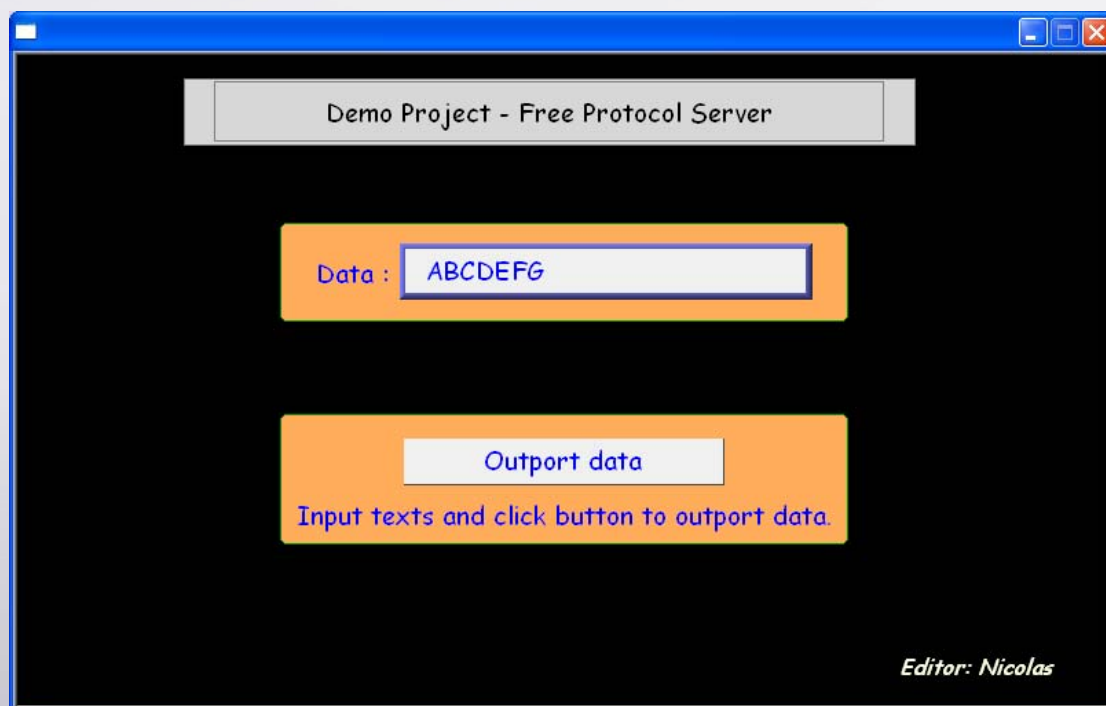 Demo Project - Free Protocol Server
Data : ABCDEFG
Outport data
Input texts and click button to outport data.
Editor: Nicolas